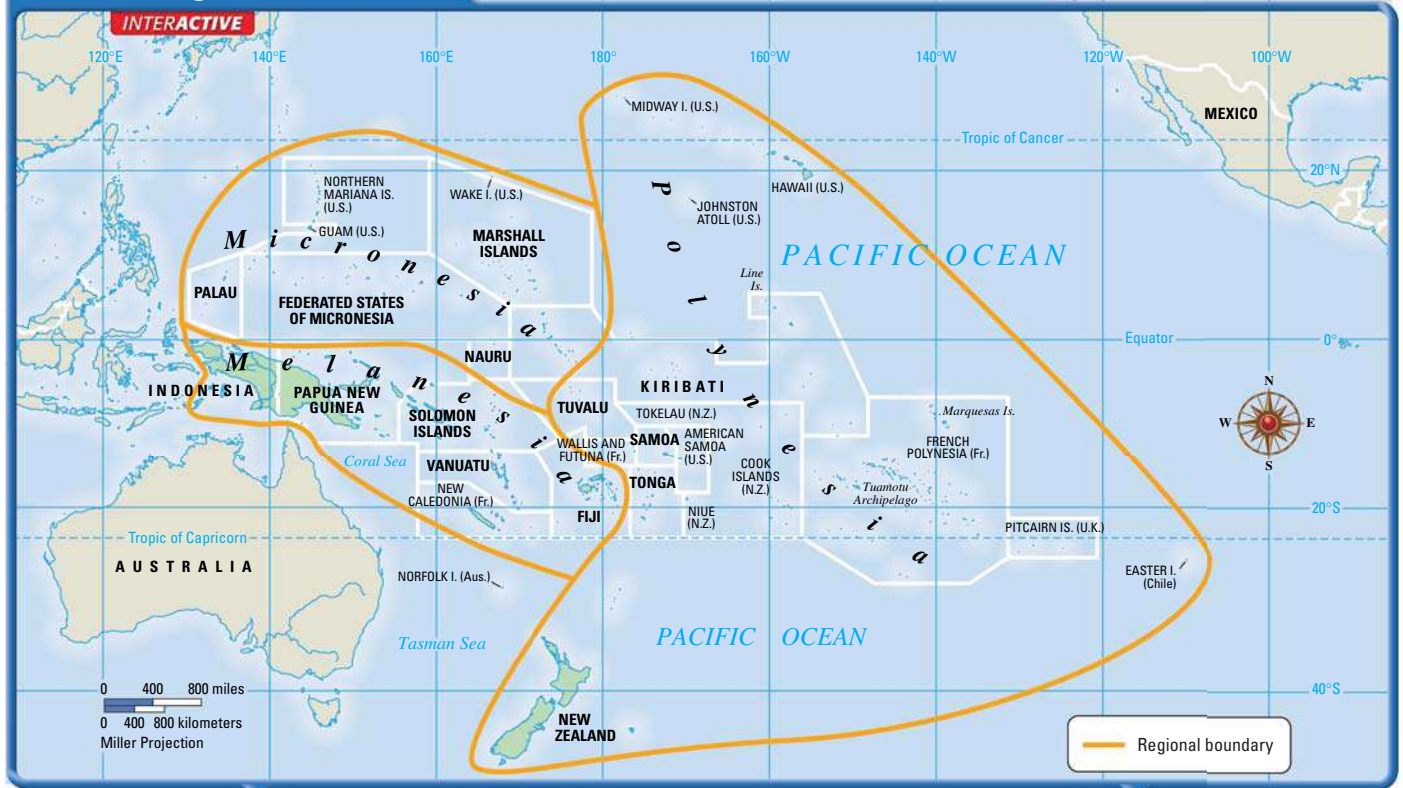 INTERACTIVE
120°E
140°E
160°E
180°
160°W
140°W
120°W
100°W
MIDWAY I. (U.S.)
MEXICO
Tropic of Cancer
20°N
HAWAII (U.S.)
NORTHERN
MARIANA IS.
(U.S.)
WAKE I. (U.S.)
JOHNSTON
ATOLL (U.S.)
GUAM (U.S.)
Micronesia
MARSHALL
ISLANDS
Polynesia
PACIFIC OCEAN
Line
Is.
PALAU
FEDERATED STATES
OF MICRONESIA
Equator
0°
NAURU
Melanesia
INDONESIA
PAPUA NEW
GUINEA
KIRIBATI
SOLOMON
ISLANDS
TUVALU
TOKELAU (N.Z.)
Marquesas Is.
N
W
E
S
WALLIS AND
FUTUNA (Fr.)
SAMOA
AMERICAN
SAMOA
(U.S.)
FRENCH
POLYNESIA (Fr.)
Coral Sea
VANUATU
COOK
ISLANDS
(N.Z.)
TONGA
Tuamotu
Archipelago
NEW
CALEDONIA (Fr.)
FIJI
NIUE
(N.Z.)
20°S
PITCAIRN IS. (U.K.)
Tropic of Capricorn
AUSTRALIA
NORFOLK I. (Aus.)
EASTER I.
(Chile)
Tasman Sea
PACIFIC OCEAN
40°S
0 400 800 miles
0 400 800 kilometers
Miller Projection
NEW
ZEALAND
Regional boundary